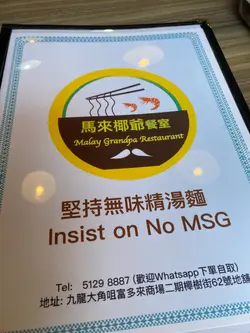 馬來椰爺餐室
Malay Grandpa Restaurant
堅持無味精湯麵
Insist on No MSG
Tel: 5129 8887 (歡迎Whatsapp下單自取)
地址: 九龍大角咀富多來商場二期櫸樹街62號地舖